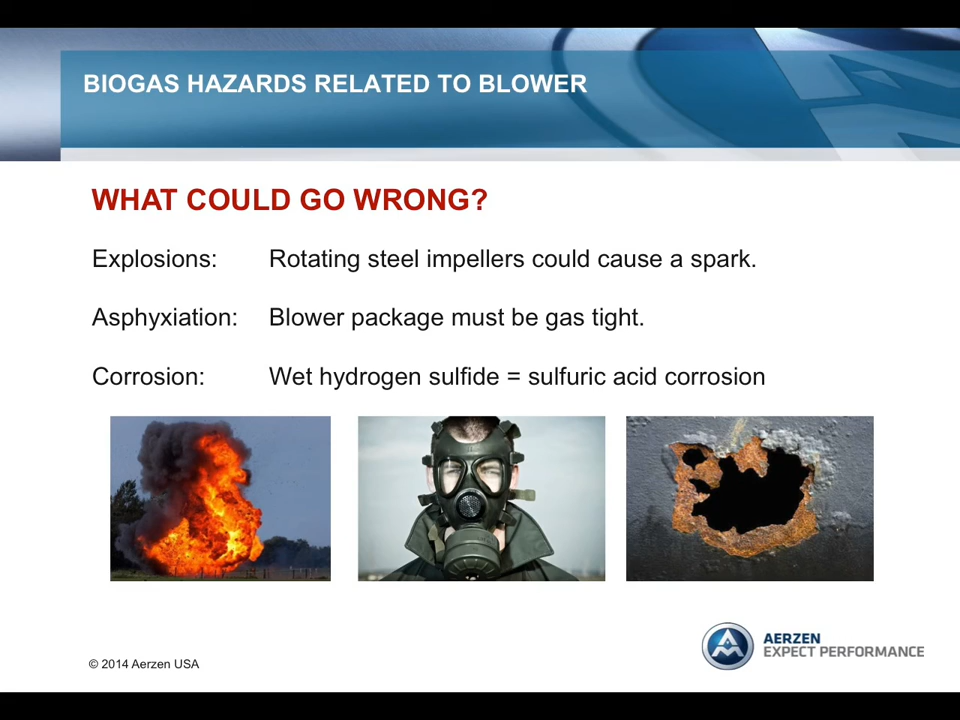 BIOGAS HAZARDS RELATED TO BLOWER
WHAT COULD GO WRONG?
Explosions: Rotating steel impellers could cause a spark.
Asphyxiation: Blower package must be gas tight.
Corrosion: Wet hydrogen sulfide = sulfuric acid corrosion
© 2014 Aerzen USA
AERZEN
EXPECT PERFORMANCE